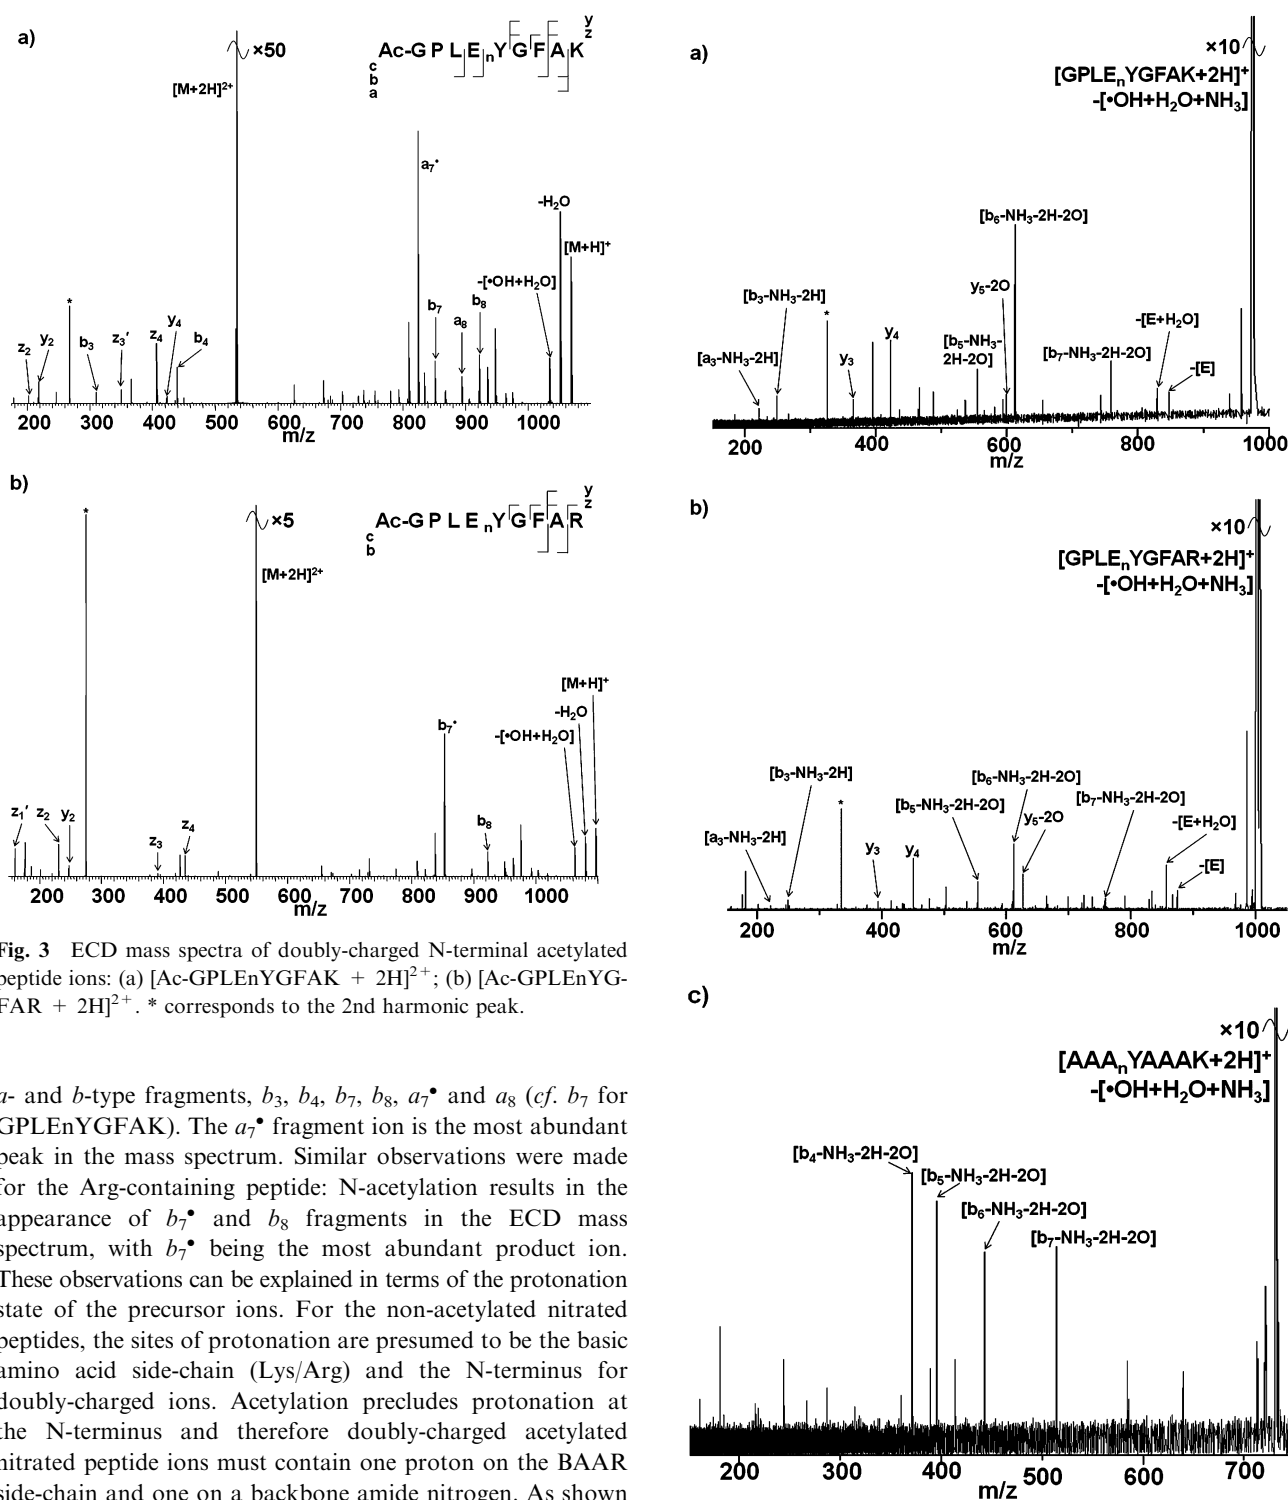 a)
×50
[M+2H]²⁺
Ac-G P L E ₙY G F A K
y
z
c
b
a
a₇•
-H₂O
[M+H]⁺
-[•OH+H₂O]
b₇
a₈
b₈
*
z₂
y₂
b₃
z₃′
z₄
y₄
b₄
200 300 400 500 600 700 800 900 1000
m/z
b)
*
×5
[M+2H]²⁺
Ac-G P L E ₙY G F A R
y
z
c
b
[M+H]⁺
-H₂O
-[•OH+H₂O]
b₇•
b₈
z₁′
z₂
y₂
z₃
z₄
200 300 400 500 600 700 800 900 1000
m/z
Fig. 3 ECD mass spectra of doubly-charged N-terminal acetylated
peptide ions: (a) [Ac-GPLEnYGFAK + 2H]²⁺; (b) [Ac-GPLEnYG-
FAR + 2H]²⁺. * corresponds to the 2nd harmonic peak.
a- and b-type fragments, b₃, b₄, b₇, b₈, a₇• and a₈ (cf. b₇ for
GPLEnYGFAK). The a₇• fragment ion is the most abundant
peak in the mass spectrum. Similar observations were made
for the Arg-containing peptide: N-acetylation results in the
appearance of b₇• and b₈ fragments in the ECD mass
spectrum, with b₇• being the most abundant product ion.
These observations can be explained in terms of the protonation
state of the precursor ions. For the non-acetylated nitrated
peptides, the sites of protonation are presumed to be the basic
amino acid side-chain (Lys/Arg) and the N-terminus for
doubly-charged ions. Acetylation precludes protonation at
the N-terminus and therefore doubly-charged acetylated
nitrated peptide ions must contain one proton on the BAAR
side-chain and one on a backbone amide nitrogen. As shown
a)
×10
[GPLEₙYGFAK+2H]⁺
-[•OH+H₂O+NH₃]
[b₆-NH₃-2H-2O]
y₅-2O
[b₃-NH₃-2H]
*
[a₃-NH₃-2H]
y₃
y₄
[b₅-NH₃-
2H-2O]
[b₇-NH₃-2H-2O]
-[E+H₂O]
-[E]
200 400 600 800 1000
m/z
b)
×10
[GPLEₙYGFAR+2H]⁺
-[•OH+H₂O+NH₃]
[b₃-NH₃-2H]
*
[a₃-NH₃-2H]
y₃
y₄
[b₅-NH₃-2H-2O]
[b₆-NH₃-2H-2O]
y₅-2O
[b₇-NH₃-2H-2O]
-[E+H₂O]
-[E]
200 400 600 800 1000
m/z
c)
×10
[AAAₙYAAAK+2H]⁺
-[•OH+H₂O+NH₃]
[b₄-NH₃-2H-2O]
[b₅-NH₃-2H-2O]
[b₆-NH₃-2H-2O]
[b₇-NH₃-2H-2O]
200 300 400 500 600 700
m/z